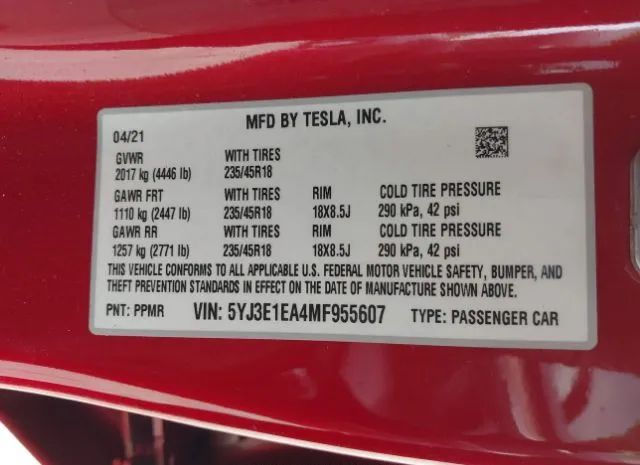 MFD BY TESLA, INC.
04/21
GVWR WITH TIRES
2017 kg (4446 lb) 235/45R18
GAWR FRT WITH TIRES RIM COLD TIRE PRESSURE
1110 kg (2447 lb) 235/45R18 18X8.5J 290 kPa, 42 psi
GAWR RR WITH TIRES RIM COLD TIRE PRESSURE
1257 kg (2771 lb) 235/45R18 18X8.5J 290 kPa, 42 psi
THIS VEHICLE CONFORMS TO ALL APPLICABLE U.S. FEDERAL MOTOR VEHICLE SAFETY, BUMPER, AND
THEFT PREVENTION STANDARDS IN EFFECT ON THE DATE OF MANUFACTURE SHOWN ABOVE.
PNT: PPMR VIN: 5YJ3E1EA4MF955607 TYPE: PASSENGER CAR